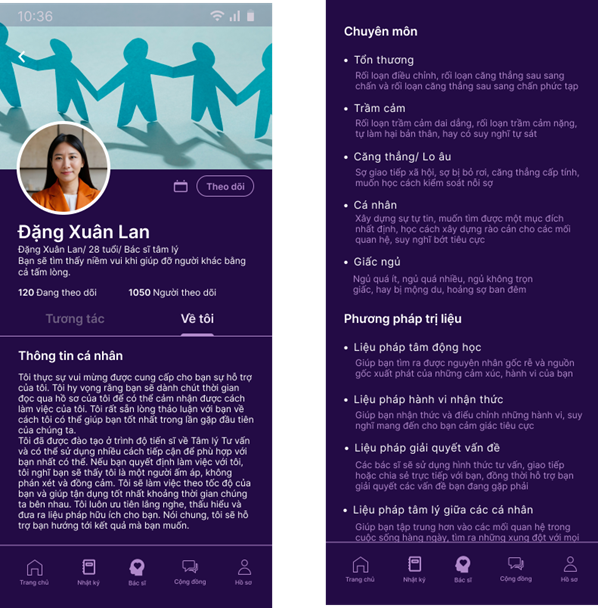 10:36
Theo dõi
Đặng Xuân Lan
Đặng Xuân Lan/ 28 tuổi/ Bác sĩ tâm lý
Bạn sẽ tìm thấy niềm vui khi giúp đỡ người khác bằng
cả tấm lòng.
120 Đang theo dõi 1050 Người theo dõi
Tương tác Về tôi
Thông tin cá nhân
Tôi thực sự vui mừng được cung cấp cho bạn sự hỗ trợ
của tôi. Tôi hy vọng rằng bạn sẽ dành chút thời gian
đọc qua hồ sơ của tôi để có thể cảm nhận được cách
làm việc của tôi. Tôi rất sẵn lòng thảo luận với bạn về
cách tôi có thể giúp bạn tốt nhất trong lần gặp đầu tiên
của chúng ta.
Tôi đã được đào tạo ở trình độ tiến sĩ về Tâm lý Tư vấn
và có thể sử dụng nhiều cách tiếp cận để phù hợp với
bạn nhất có thể. Nếu bạn quyết định làm việc với tôi,
tôi nghĩ bạn sẽ thấy tôi là một người ấm áp, không
phán xét và đồng cảm. Tôi sẽ làm việc theo tốc độ của
bạn và giúp tận dụng tốt nhất khoảng thời gian chúng
ta bên nhau. Tôi luôn ưu tiên lắng nghe, thấu hiểu và
đưa ra liệu pháp hữu ích cho bạn. Nói chung, tôi sẽ hỗ
trợ bạn hướng tới kết quả mà bạn muốn.
Trang chủ Nhật ký Bác sĩ Cộng đồng Hồ sơ
Chuyên môn
• Tổn thương
Rối loạn điều chỉnh, rối loạn căng thẳng sau sang
chấn và rối loạn căng thẳng sau sang chấn phức tạp
• Trầm cảm
Rối loạn trầm cảm dai dẳng, rối loạn trầm cảm nặng,
tự làm hại bản thân, hay có suy nghĩ tự sát
• Căng thẳng/ Lo âu
Sợ giao tiếp xã hội, sợ bị bỏ rơi, căng thẳng cấp tính,
muốn học cách kiểm soát nỗi sợ
• Cá nhân
Xây dựng sự tự tin, muốn tìm được một mục đích
nhất định, học cách xây dựng rào cản cho các mối
quan hệ, suy nghĩ bớt tiêu cực
• Giấc ngủ
Ngủ quá ít, ngủ quá nhiều, ngủ không trọn
giấc, hay bị mộng du, hoảng sợ ban đêm
Phương pháp trị liệu
• Liệu pháp tâm động học
Giúp bạn tìm ra được nguyên nhân gốc rễ và nguồn
gốc xuất phát của những cảm xúc, hành vi của bạn
• Liệu pháp hành vi nhận thức
Giúp bạn nhận thức và điều chỉnh những hành vi, suy
nghĩ mang đến cho bạn cảm giác tiêu cực
• Liệu pháp giải quyết vấn đề
Các bác sĩ sẽ sử dụng hình thức tư vấn, giao tiếp
hoặc chia sẻ trực tiếp với bạn, đồng thời hỗ trợ bạn
giải quyết các vấn đề bạn đang gặp phải
• Liệu pháp tâm lý giữa các cá nhân
Giúp bạn tập trung hơn vào các mối quan hệ trong
cuộc sống hàng ngày, tìm ra những xung đột với mọi
Trang chủ Nhật ký Bác sĩ Cộng đồng Hồ sơ